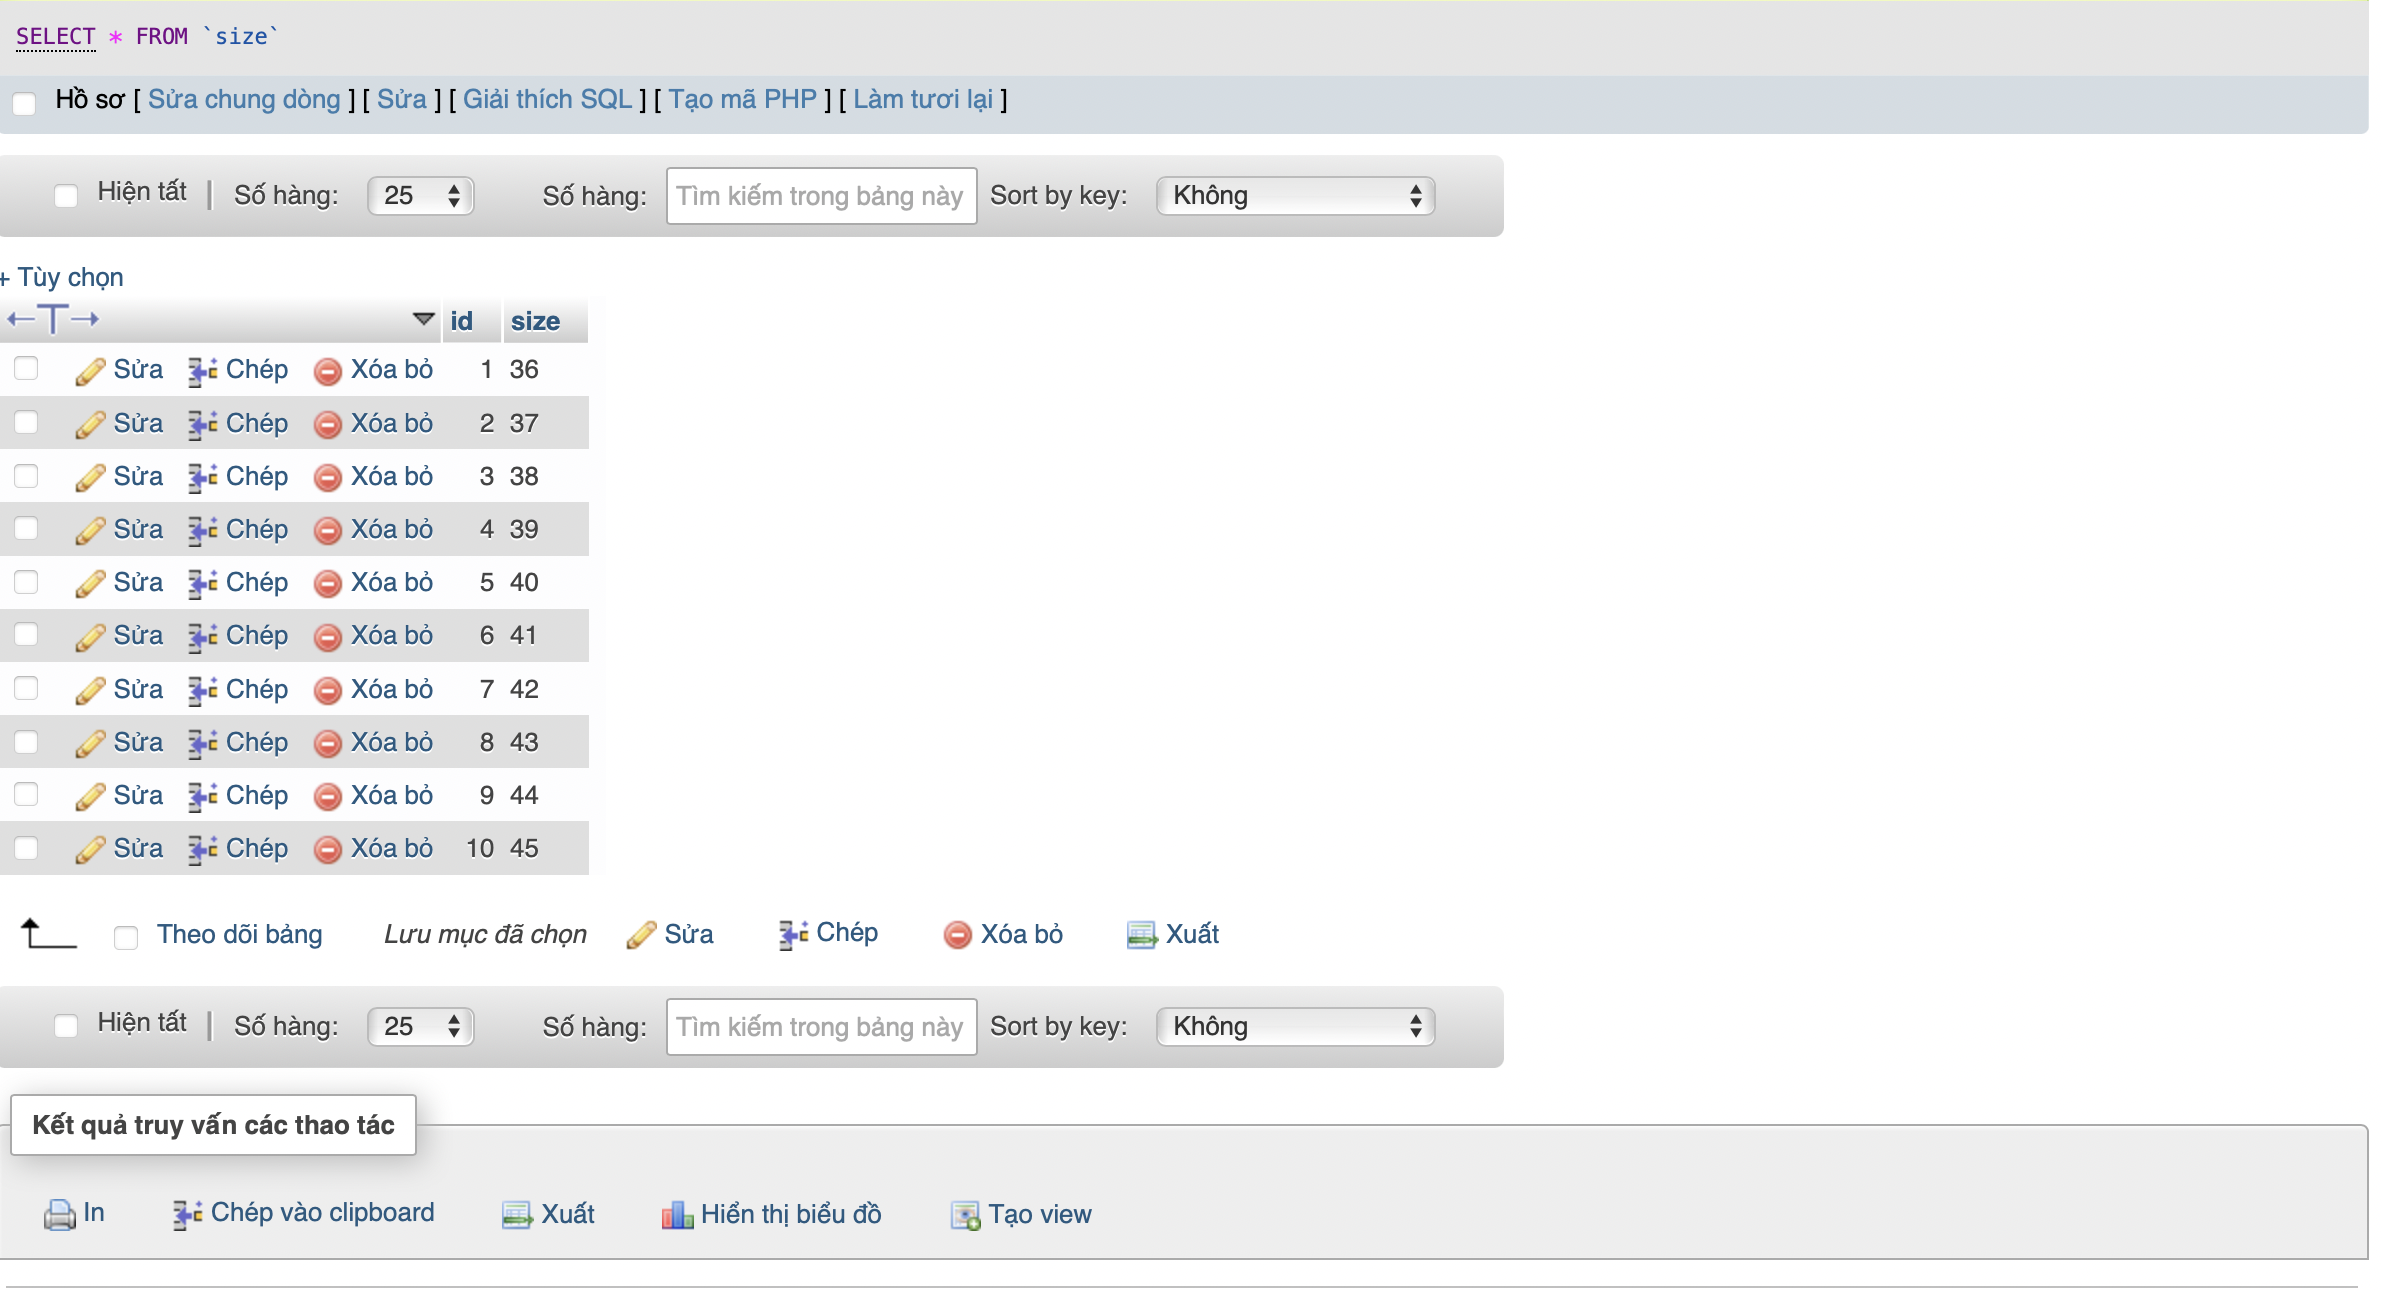 SELECT * FROM `size`
Hồ sơ [ Sửa chung dòng ] [ Sửa ] [ Giải thích SQL ] [ Tạo mã PHP ] [ Làm tươi lại ]
Hiện tất | Số hàng: 25 Số hàng: Tìm kiếm trong bảng này Sort by key: Không
+ Tùy chọn
←T→ id size
Sửa Chép Xóa bỏ 1 36
Sửa Chép Xóa bỏ 2 37
Sửa Chép Xóa bỏ 3 38
Sửa Chép Xóa bỏ 4 39
Sửa Chép Xóa bỏ 5 40
Sửa Chép Xóa bỏ 6 41
Sửa Chép Xóa bỏ 7 42
Sửa Chép Xóa bỏ 8 43
Sửa Chép Xóa bỏ 9 44
Sửa Chép Xóa bỏ 10 45
Theo dõi bảng Lưu mục đã chọn Sửa Chép Xóa bỏ Xuất
Hiện tất | Số hàng: 25 Số hàng: Tìm kiếm trong bảng này Sort by key: Không
Kết quả truy vấn các thao tác
In Chép vào clipboard Xuất Hiển thị biểu đồ Tạo view